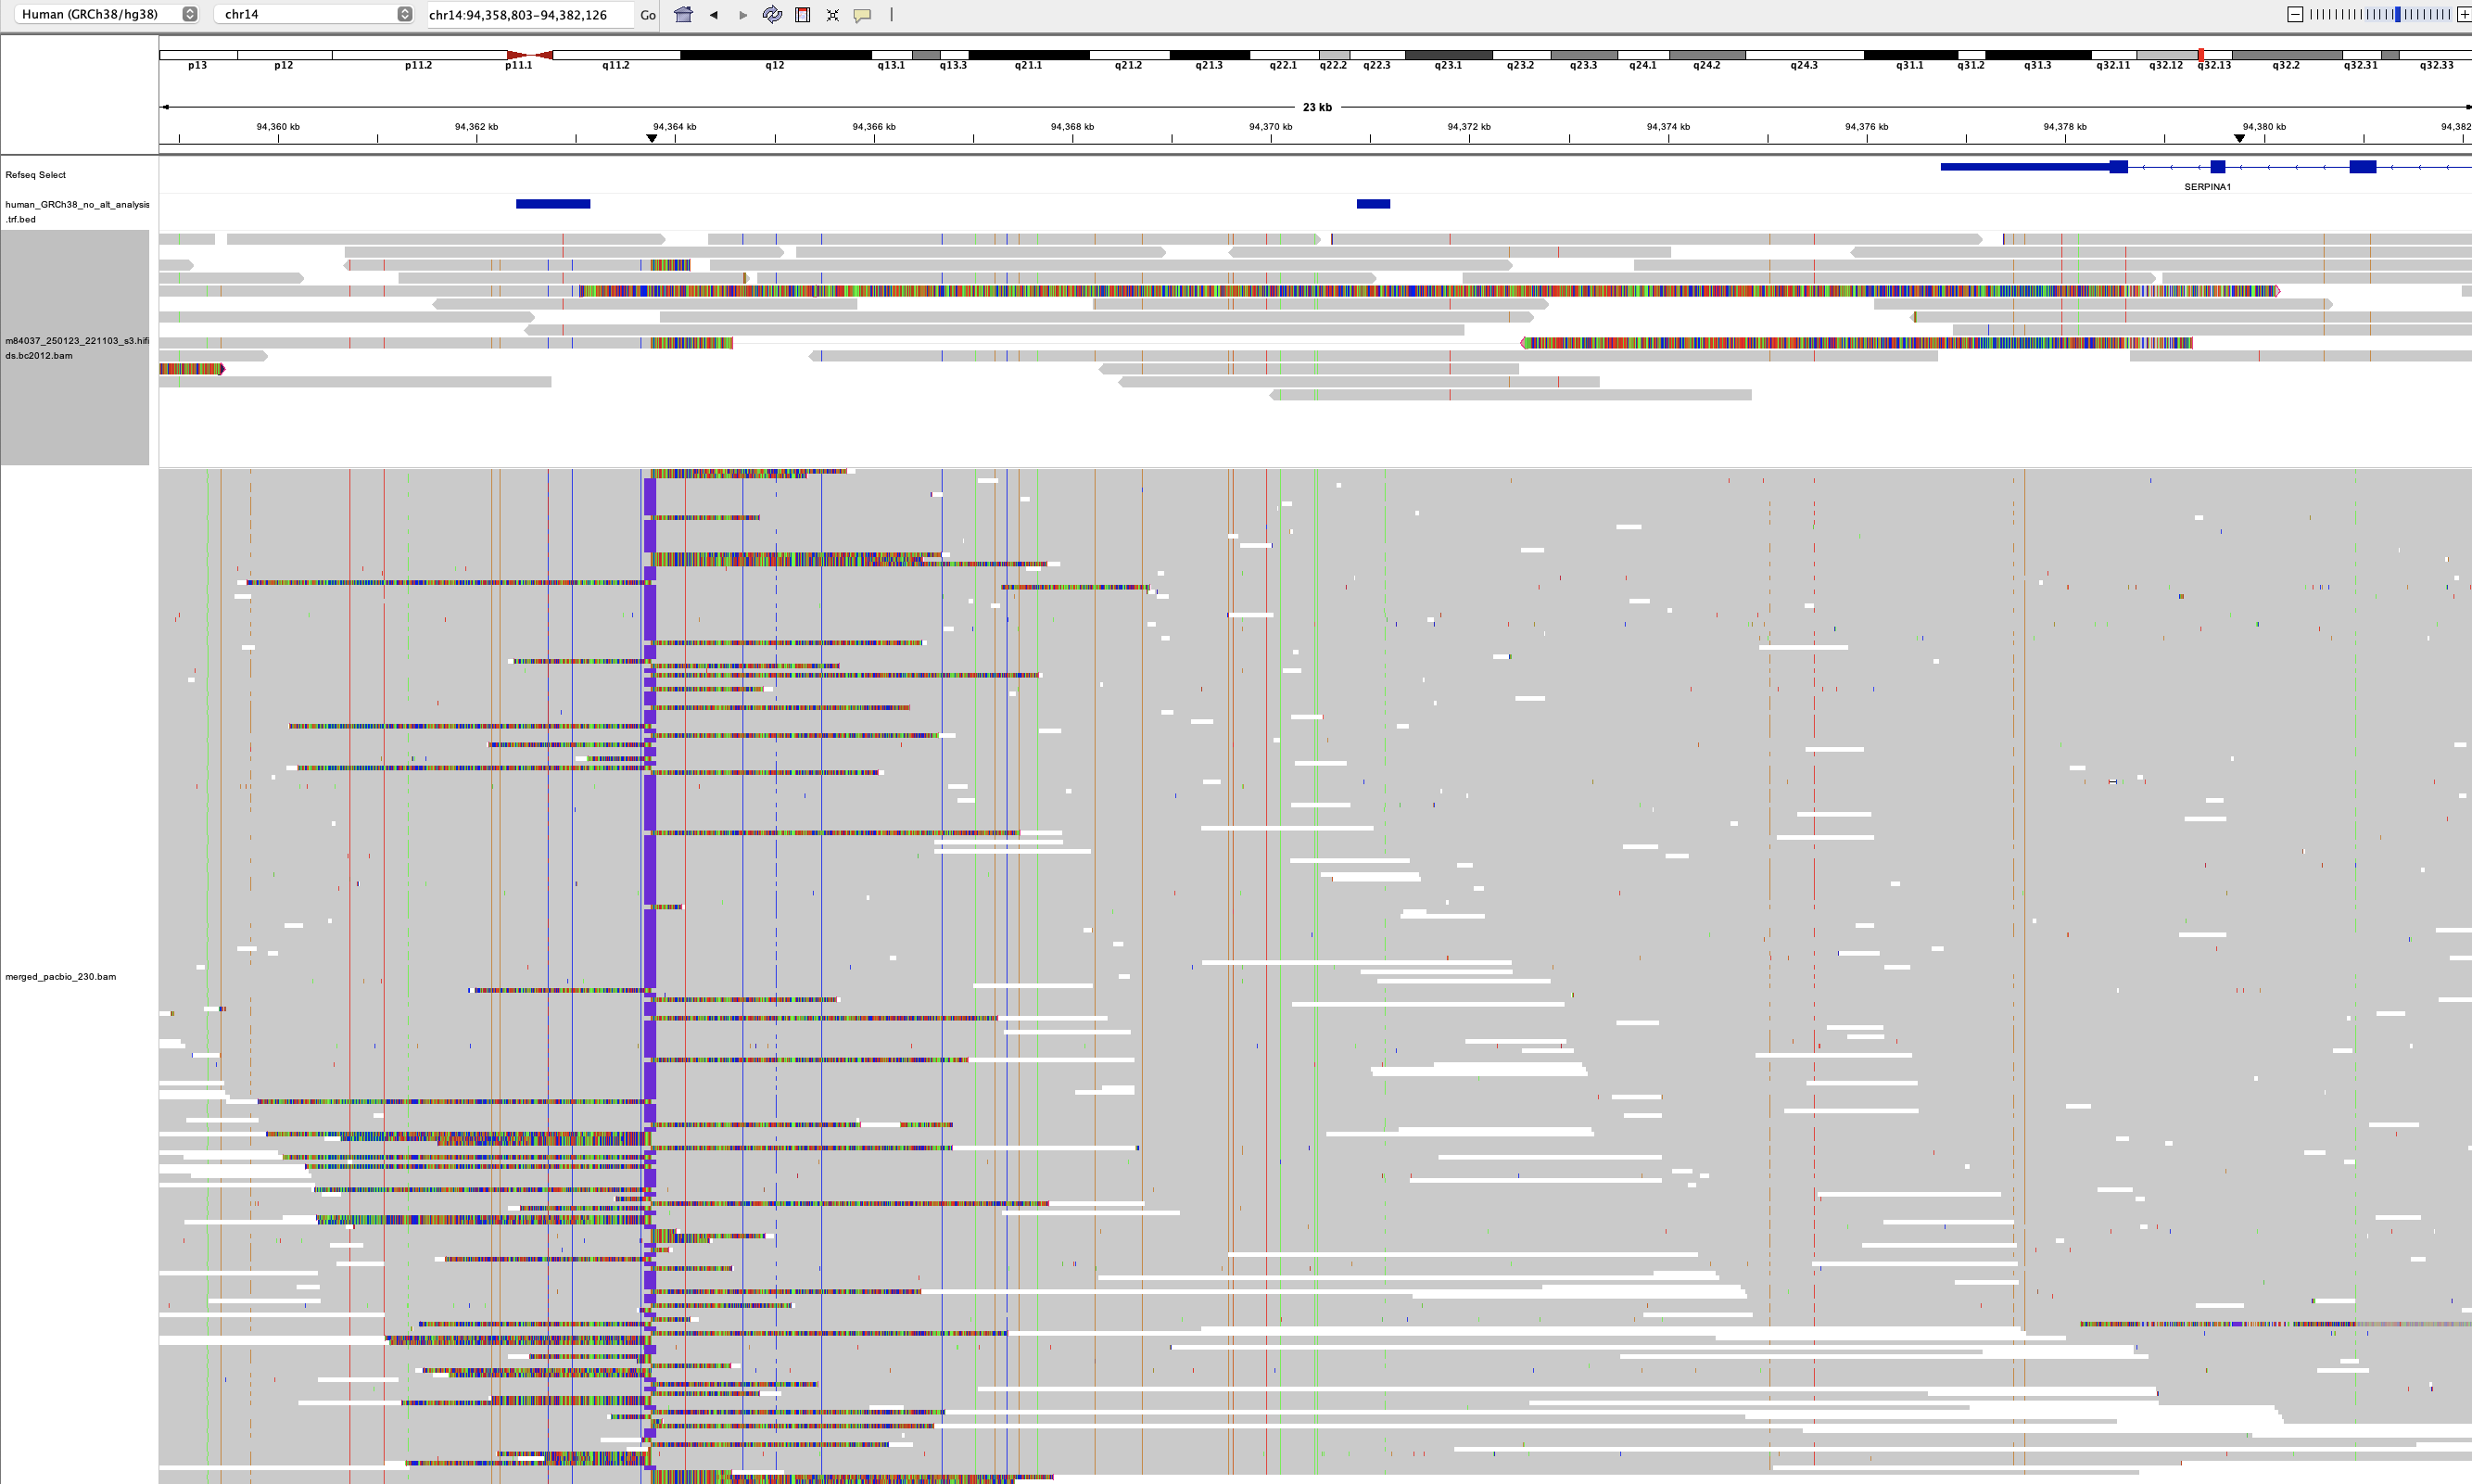 Human (GRCh38/hg38) chr14 chr14:94,358,803-94,382,126 Go
p13 p12 p11.2 p11.1 q11.2 q12 q13.1 q13.3 q21.1 q21.2 q21.3 q22.1 q22.2 q22.3 q23.1 q23.2 q23.3 q24.1 q24.2 q24.3 q31.1 q31.2 q31.3 q32.11 q32.12 q32.13 q32.2 q32.31 q32.33
23 kb
94,360 kb 94,362 kb 94,364 kb 94,366 kb 94,368 kb 94,370 kb 94,372 kb 94,374 kb 94,376 kb 94,378 kb 94,380 kb 94,382
Refseq Select
SERPINA1
human_GRCh38_no_alt_analysis
.trf.bed
m84037_250123_221103_s3.hifi
ds.bc2012.bam
merged_pacbio_230.bam